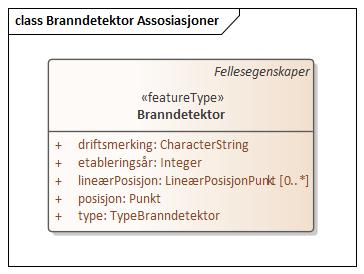 class Branndetektor Assosiasjoner
Fellesegenskaper
«featureType»
Branndetektor
+ driftsmerking: CharacterString
+ etableringsår: Integer
+ lineærPosisjon: LineærPosisjonPunkt [0..*]
+ posisjon: Punkt
+ type: TypeBranndetektor